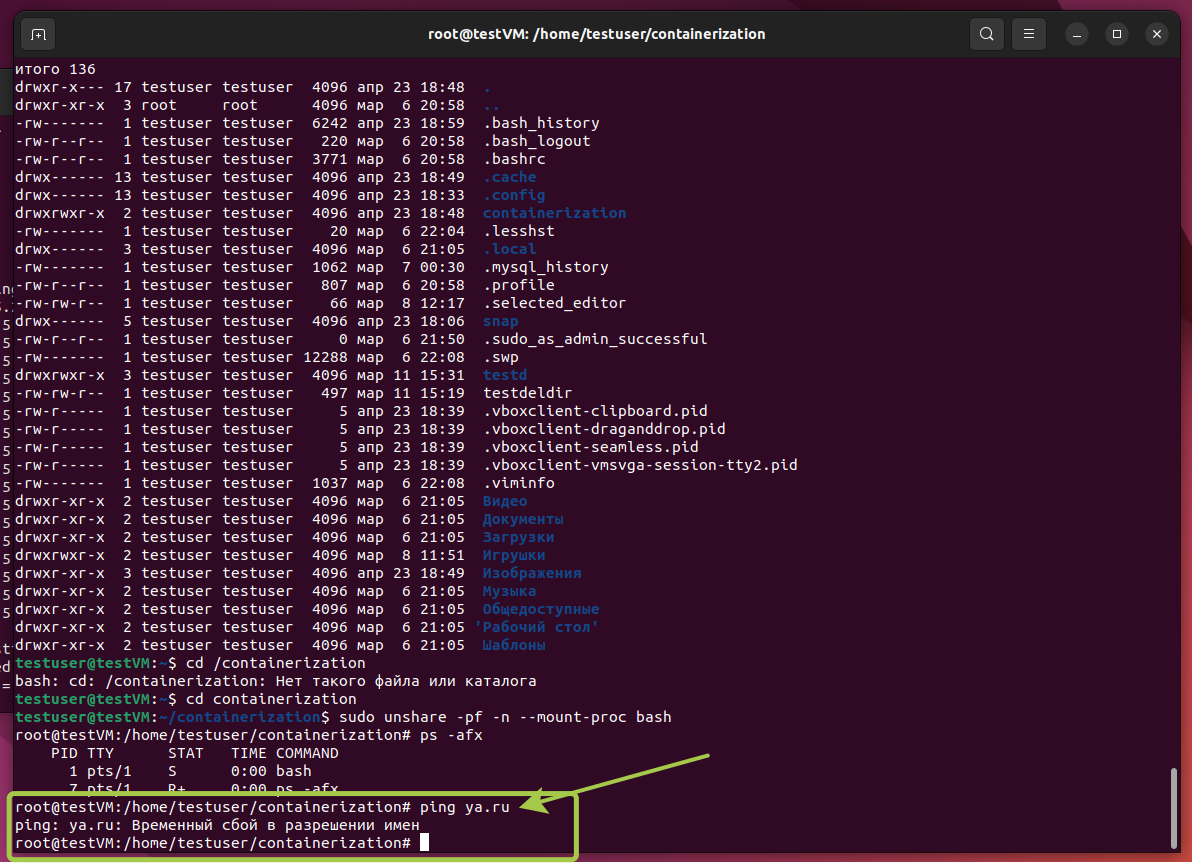 root@testVM: /home/testuser/containerization
итого 136
drwxr-x--- 17 testuser testuser  4096 апр 23 18:48  .
drwxr-xr-x  3 root     root      4096 мар  6 20:58  ..
-rw-------  1 testuser testuser  6242 апр 23 18:59  .bash_history
-rw-r--r--  1 testuser testuser   220 мар  6 20:58  .bash_logout
-rw-r--r--  1 testuser testuser  3771 мар  6 20:58  .bashrc
drwx------ 13 testuser testuser  4096 апр 23 18:49  .cache
drwx------ 13 testuser testuser  4096 апр 23 18:33  .config
drwxrwxr-x  2 testuser testuser  4096 апр 23 18:48  containerization
-rw-------  1 testuser testuser    20 мар  6 22:04  .lesshst
drwx------  3 testuser testuser  4096 мар  6 21:05  .local
-rw-------  1 testuser testuser  1062 мар  7 00:30  .mysql_history
-rw-r--r--  1 testuser testuser   807 мар  6 20:58  .profile
-rw-rw-r--  1 testuser testuser    66 мар  8 12:17  .selected_editor
drwx------  5 testuser testuser  4096 апр 23 18:06  snap
-rw-r--r--  1 testuser testuser     0 мар  6 21:50  .sudo_as_admin_successful
-rw-------  1 testuser testuser 12288 мар  6 22:08  .swp
drwxrwxr-x  3 testuser testuser  4096 мар 11 15:31  testd
-rw-rw-r--  1 testuser testuser   497 мар 11 15:19  testdeldir
-rw-r-----  1 testuser testuser     5 апр 23 18:39  .vboxclient-clipboard.pid
-rw-r-----  1 testuser testuser     5 апр 23 18:39  .vboxclient-draganddrop.pid
-rw-r-----  1 testuser testuser     5 апр 23 18:39  .vboxclient-seamless.pid
-rw-r-----  1 testuser testuser     5 апр 23 18:39  .vboxclient-vmsvga-session-tty2.pid
-rw-------  1 testuser testuser  1037 мар  6 22:08  .viminfo
drwxr-xr-x  2 testuser testuser  4096 мар  6 21:05  Видео
drwxr-xr-x  2 testuser testuser  4096 мар  6 21:05  Документы
drwxr-xr-x  2 testuser testuser  4096 мар  6 21:05  Загрузки
drwxrwxr-x  2 testuser testuser  4096 мар  8 11:51  Игрушки
drwxr-xr-x  3 testuser testuser  4096 апр 23 18:49  Изображения
drwxr-xr-x  2 testuser testuser  4096 мар  6 21:05  Музыка
drwxr-xr-x  2 testuser testuser  4096 мар  6 21:05  Общедоступные
drwxr-xr-x  2 testuser testuser  4096 мар  6 21:05 'Рабочий стол'
drwxr-xr-x  2 testuser testuser  4096 мар  6 21:05  Шаблоны
testuser@testVM:~$ cd /containerization
bash: cd: /containerization: Нет такого файла или каталога
testuser@testVM:~$ cd containerization
testuser@testVM:~/containerization$ sudo unshare -pf -n --mount-proc bash
root@testVM:/home/testuser/containerization# ps -afx
    PID TTY      STAT   TIME COMMAND
      1 pts/1    S      0:00 bash
      7 pts/1    R+     0:00 ps -afx
root@testVM:/home/testuser/containerization# ping ya.ru
ping: ya.ru: Временный сбой в разрешении имен
root@testVM:/home/testuser/containerization#